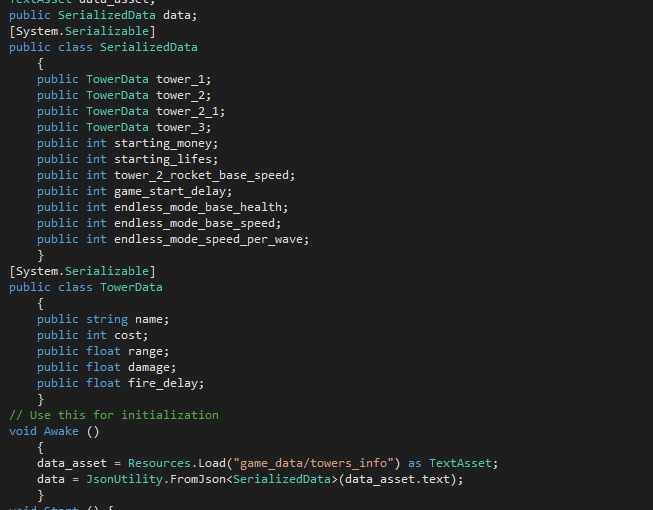 TextAsset data_asset;
public SerializedData data;
[System.Serializable]
public class SerializedData
{
public TowerData tower_1;
public TowerData tower_2;
public TowerData tower_2_1;
public TowerData tower_3;
public int starting_money;
public int starting_lifes;
public int tower_2_rocket_base_speed;
public int game_start_delay;
public int endless_mode_base_health;
public int endless_mode_base_speed;
public int endless_mode_speed_per_wave;
}
[System.Serializable]
public class TowerData
{
public string name;
public int cost;
public float range;
public float damage;
public float fire_delay;
}
// Use this for initialization
void Awake ()
{
data_asset = Resources.Load("game_data/towers_info") as TextAsset;
data = JsonUtility.FromJson<SerializedData>(data_asset.text);
}
void Start () {